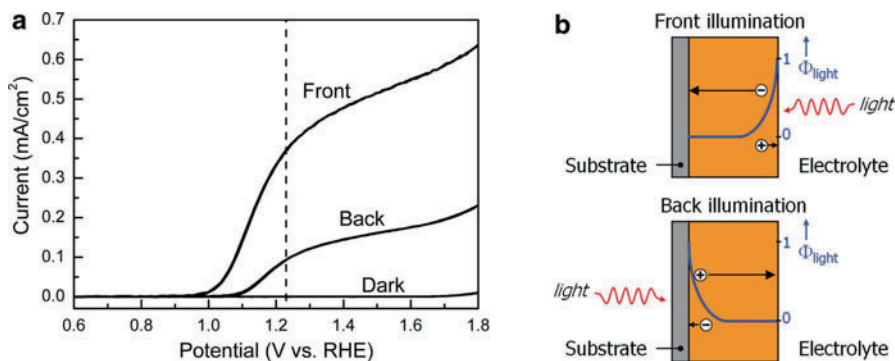 a
0.7
0.6
0.5
0.4
0.3
0.2
0.1
0.0
Current (mA/cm²)
Front
Back
Dark
0.6 0.8 1.0 1.2 1.4 1.6 1.8
Potential (V vs. RHE)
b
Front illumination
1
Φlight
−
light
0
+
Substrate Electrolyte
Back illumination
1
Φlight
+
light
−
0
Substrate Electrolyte